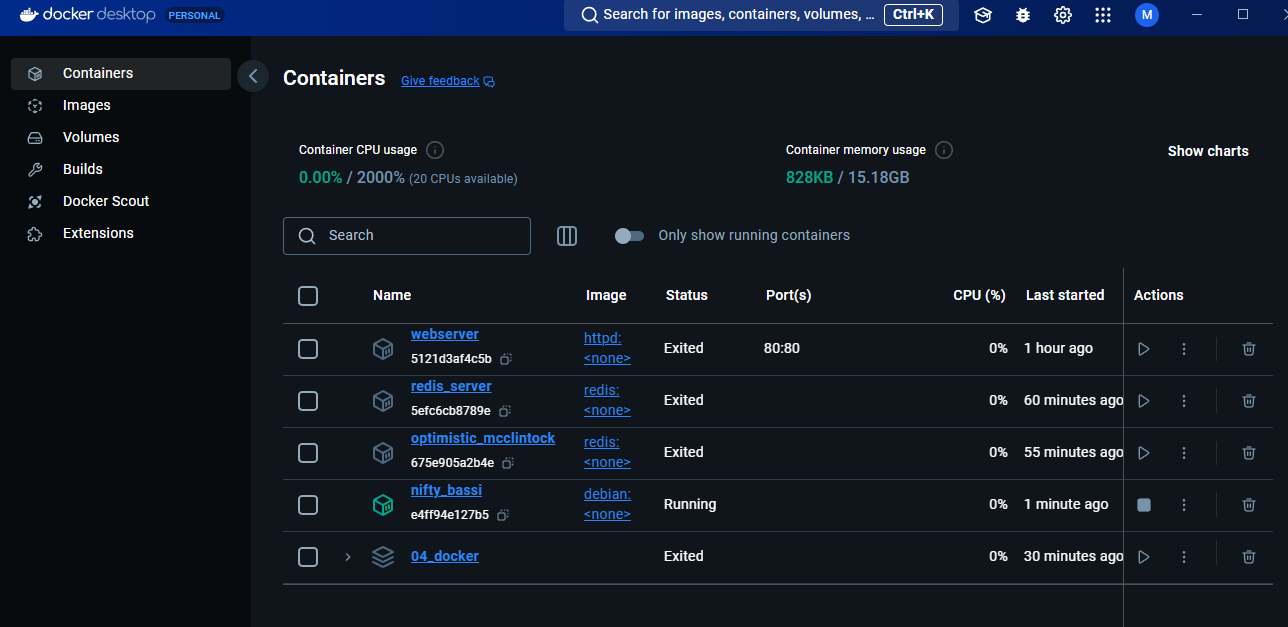 docker desktop PERSONAL
Search for images, containers, volumes, ... Ctrl+K
M
Containers
Images
Volumes
Builds
Docker Scout
Extensions
Containers Give feedback
Container CPU usage
0.00% / 2000% (20 CPUs available)
Container memory usage
828KB / 15.18GB
Show charts
Search
Only show running containers
Name Image Status Port(s) CPU (%) Last started Actions
webserver
5121d3af4c5b
httpd:
<none>
Exited 80:80 0% 1 hour ago
redis_server
5efc6cb8789e
redis:
<none>
Exited 0% 60 minutes ago
optimistic_mcclintock
675e905a2b4e
redis:
<none>
Exited 0% 55 minutes ago
nifty_bassi
e4ff94e127b5
debian:
<none>
Running 0% 1 minute ago
04_docker Exited 0% 30 minutes ago